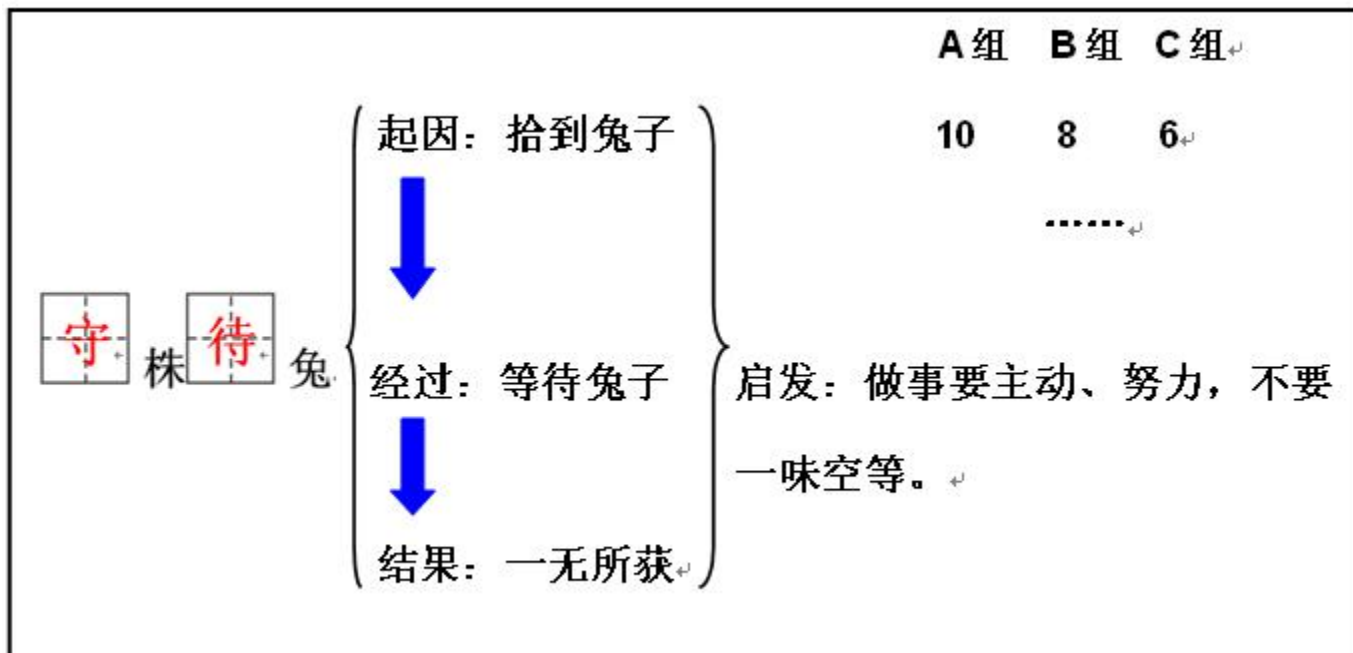 A组 B组 C组
10 8 6
……
守株待兔
起因：拾到兔子
经过：等待兔子
结果：一无所获
启发：做事要主动、努力，不要
一味空等。